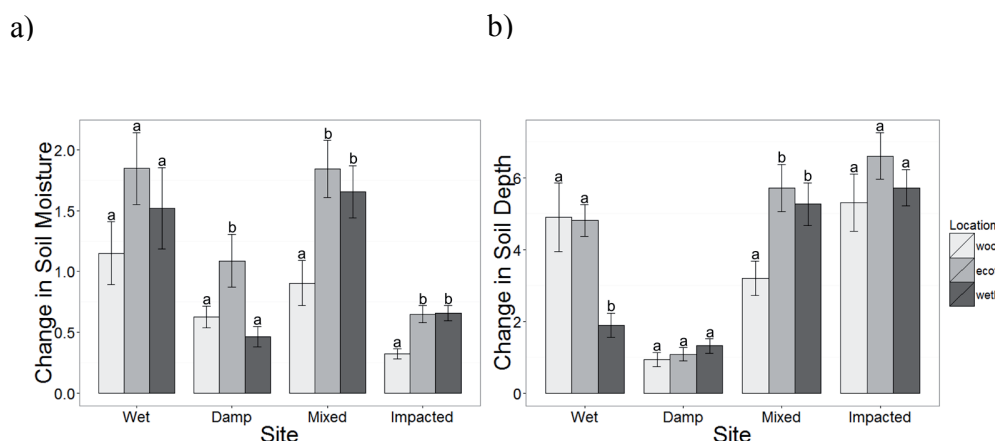 a)
b)
Change in Soil Moisture
2.0
1.5
1.0
0.5
0.0
a a a
a b a
a b b
a b b
Wet Damp Mixed Impacted
Site
Change in Soil Depth
6
4
2
0
a a b
a a a
a b b
a a a
Wet Damp Mixed Impacted
Site
Location